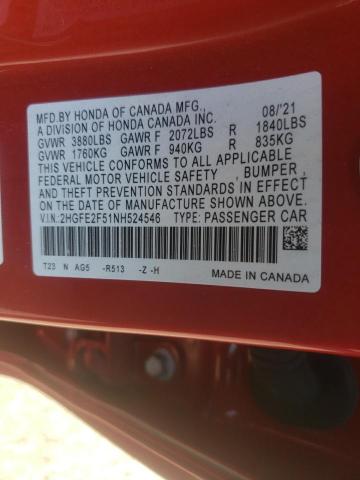 MFD.BY HONDA OF CANADA MFG., 08/'21
A DIVISION OF HONDA CANADA INC.
GVWR 3880LBS GAWR F 2072LBS R 1840LBS
GVWR 1760KG GAWR F 940KG R 835KG
THIS VEHICLE CONFORMS TO ALL APPLICABLE
FEDERAL MOTOR VEHICLE SAFETY , BUMPER ,
AND THEFT PREVENTION STANDARDS IN EFFECT
ON THE DATE OF MANUFACTURE SHOWN ABOVE.
V.I.N.:2HGFE2F51NH524546 TYPE: PASSENGER CAR
T23 N AG5 -R513 -Z -H
MADE IN CANADA